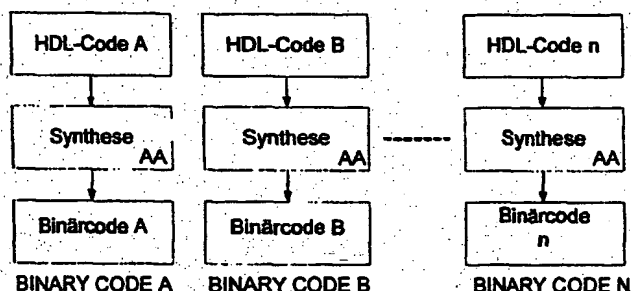 HDL-Code A
HDL-Code B
HDL-Code n
Synthese
AA
Synthese
AA
Synthese
AA
Binärcode A
Binärcode B
Binärcode
n
BINARY CODE A
BINARY CODE B
BINARY CODE N